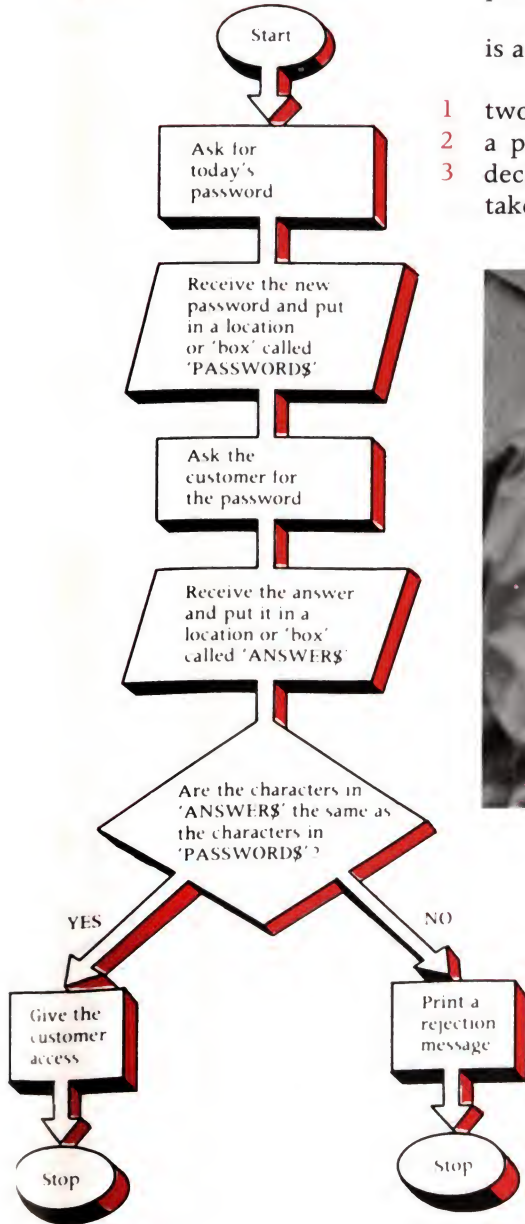 Start
is a
Ask for
today's
password
1 two
2 a p
3 dec
take
Receive the new
password and put
in a location
or 'box' called
'PASSWORD$'
Ask the
customer for
the password
Receive the answer
and put it in a
location or 'box'
called 'ANSWER$'
Are the characters in
'ANSWER$' the same as
the characters in
'PASSWORD$'?
YES
NO
Give the
customer
access
Print a
rejection
message
Stop
Stop